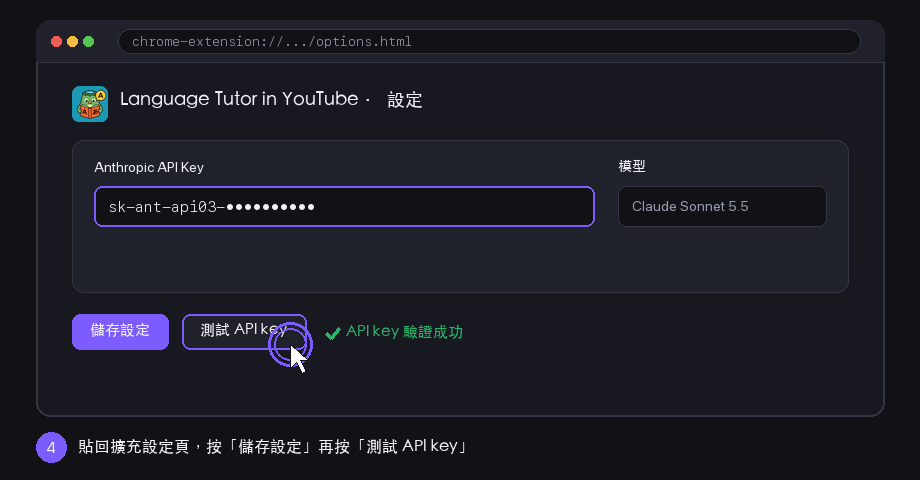 chrome-extension://.../options.html
Language Tutor in YouTube · 設定
Anthropic API Key
模型
sk-ant-api03-••••••••••
Claude Sonnet 5.5
儲存設定
測試 API key
API key 驗證成功
4 貼回擴充設定頁，按「儲存設定」再按「測試 API key」